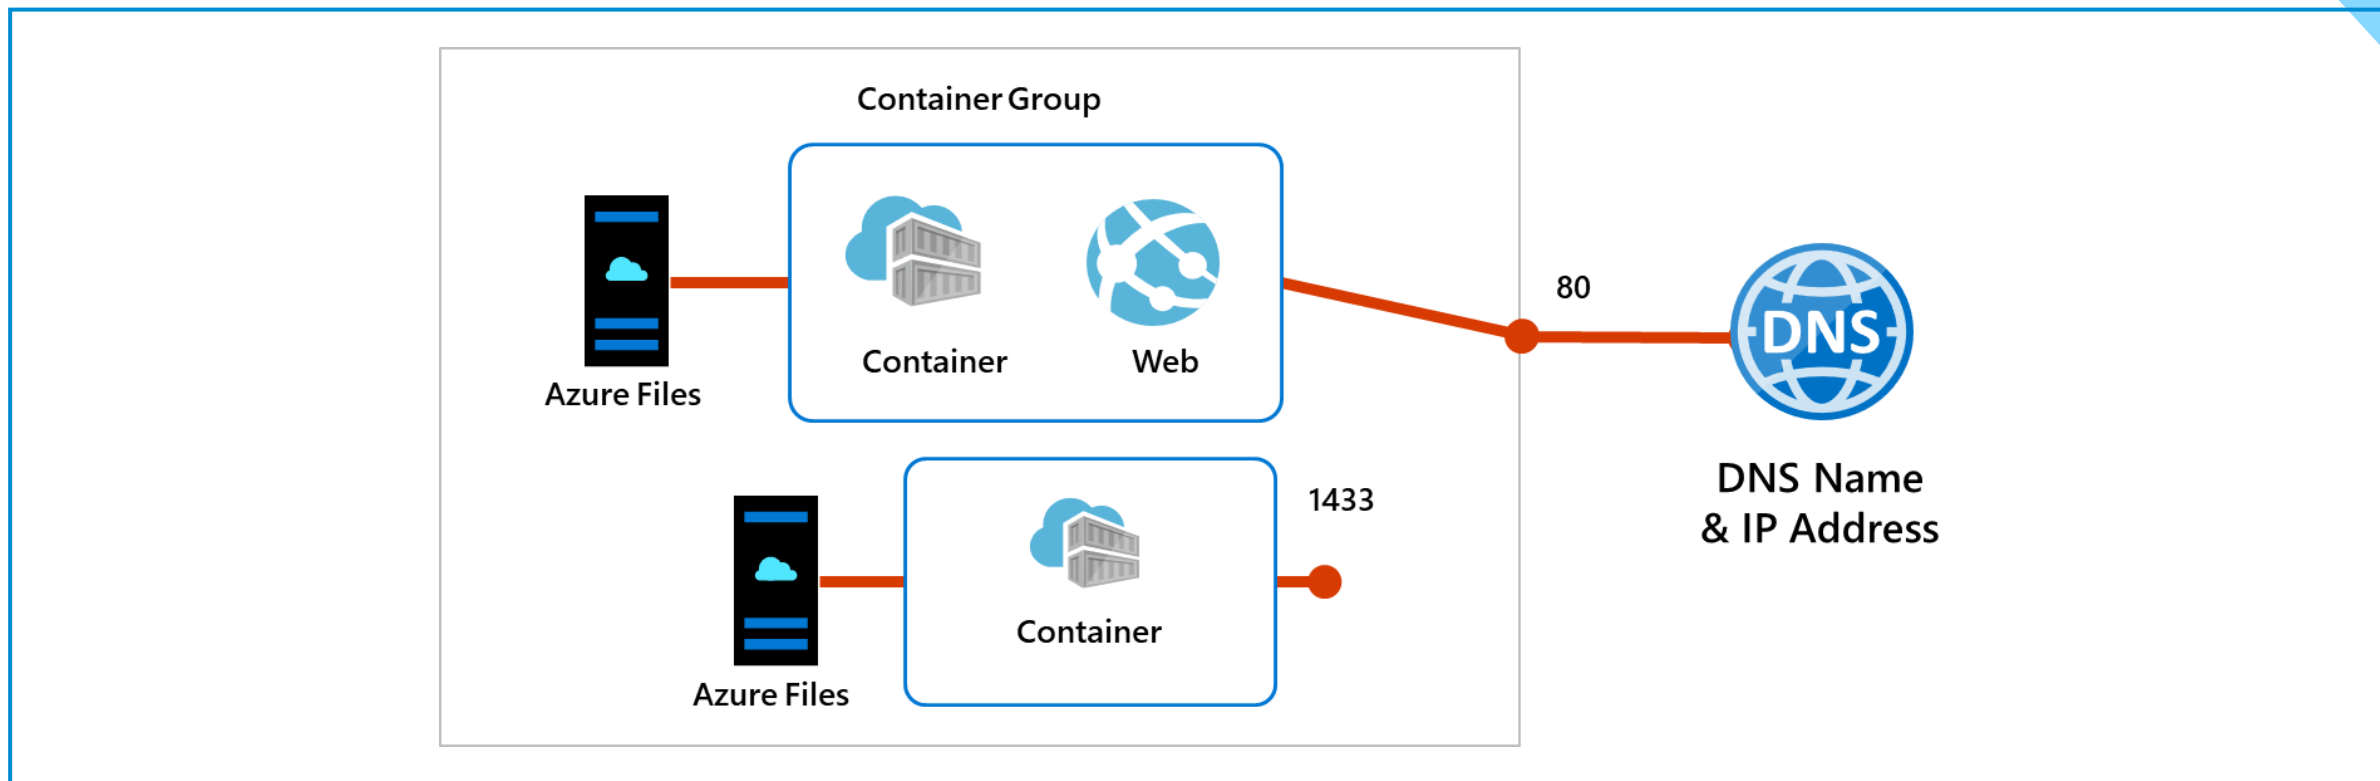 Container Group
Container
Web
Azure Files
80
DNS
DNS Name
& IP Address
1433
Container
Azure Files